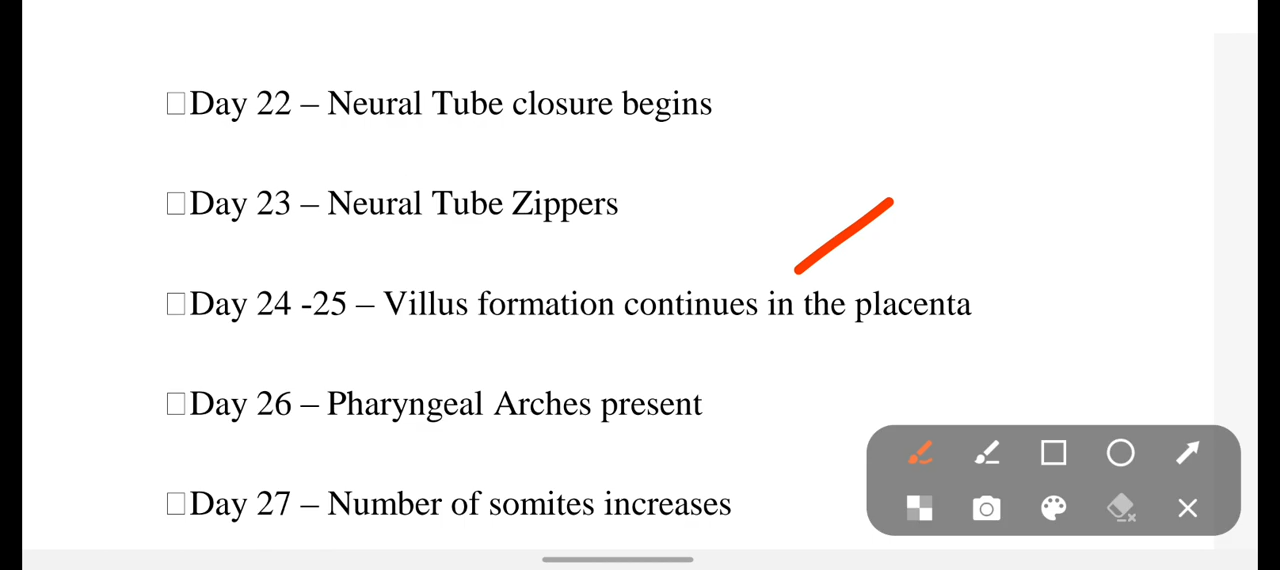 Day 22 – Neural Tube closure begins
Day 23 – Neural Tube Zippers
Day 24 -25 – Villus formation continues in the placenta
Day 26 – Pharyngeal Arches present
Day 27 – Number of somites increases